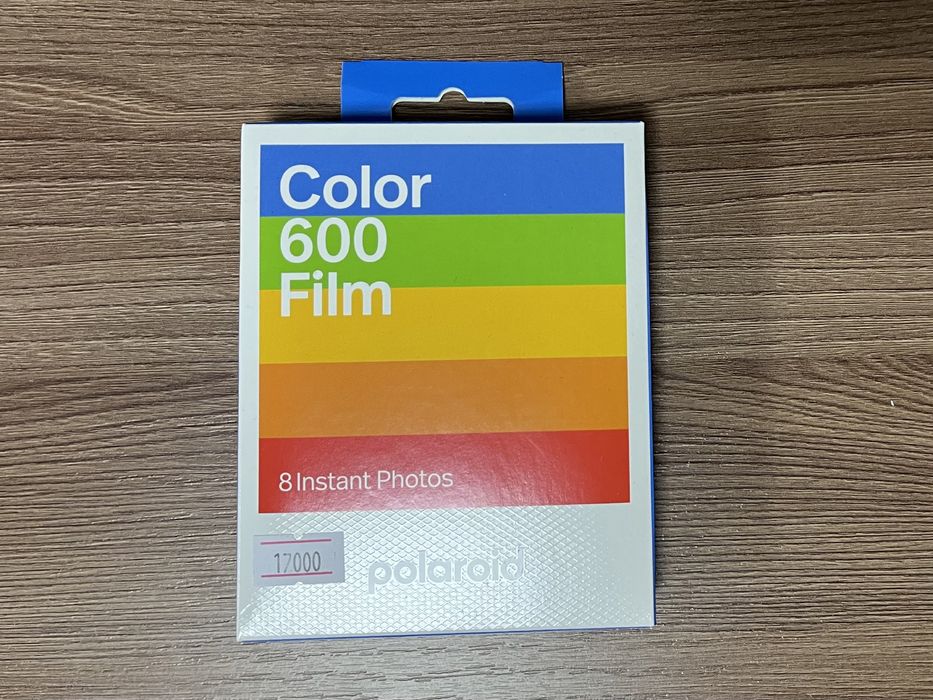 Color
600
Film
8 Instant Photos
17000
polaroid